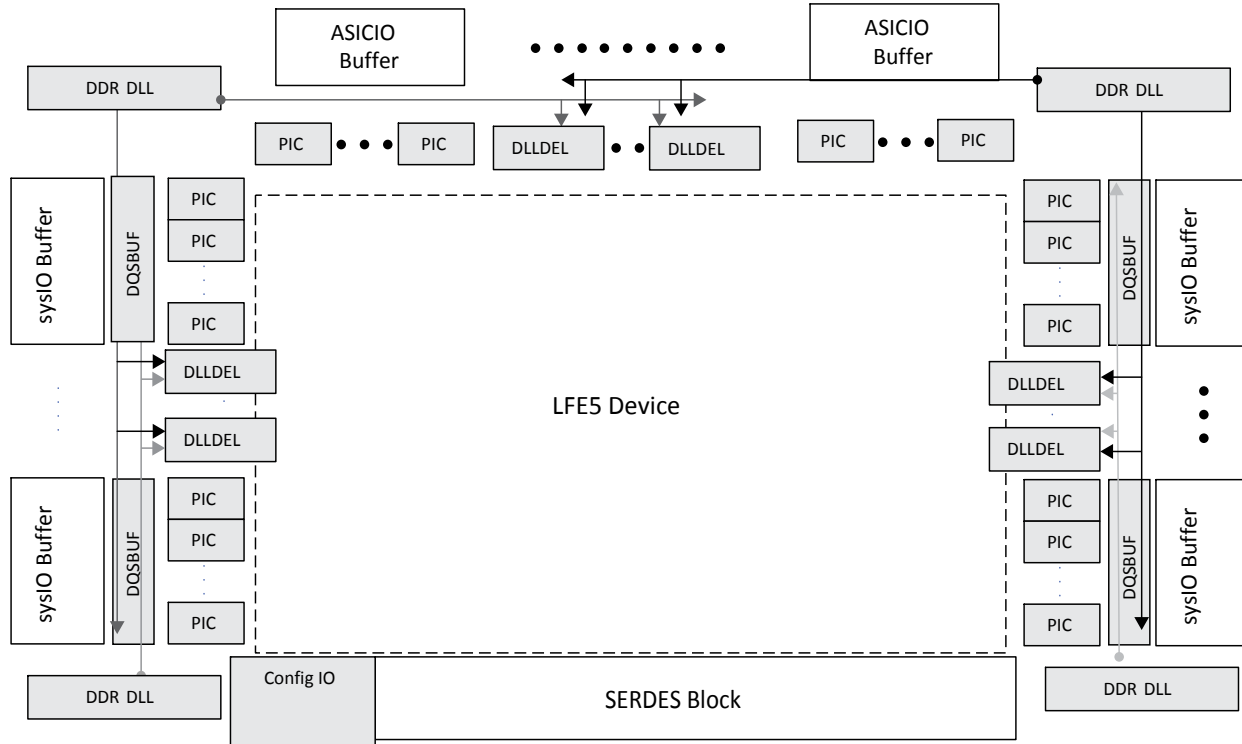 ASICIO
Buffer
ASICIO
Buffer
DDR DLL
DDR DLL
PIC
PIC
DLLDEL
DLLDEL
PIC
PIC
sysIO Buffer
DQSBUF
PIC
PIC
PIC
DLLDEL
DLLDEL
sysIO Buffer
DQSBUF
PIC
PIC
PIC
LFE5 Device
PIC
PIC
PIC
DQSBUF
sysIO Buffer
DLLDEL
DLLDEL
PIC
PIC
PIC
DQSBUF
sysIO Buffer
DDR DLL
Config IO
SERDES Block
DDR DLL